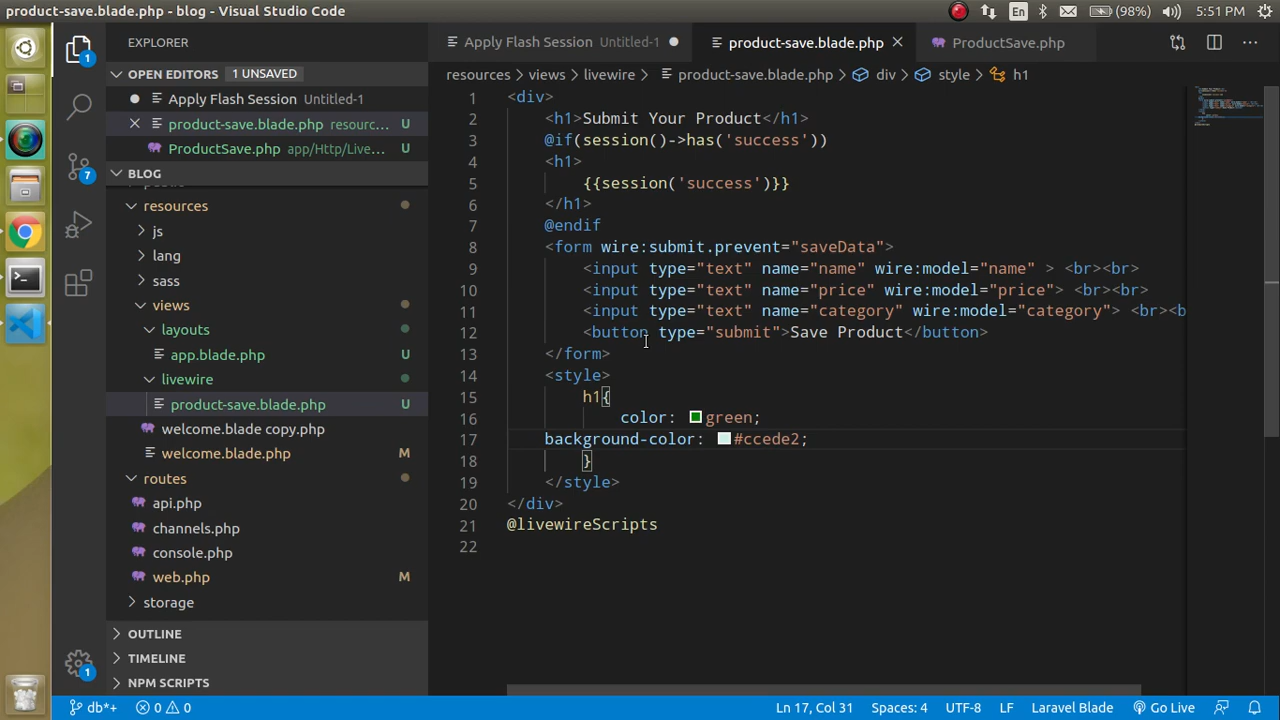 product-save.blade.php - blog - Visual Studio Code
En
(98%)
5:51 PM
1
7
1
EXPLORER
OPEN EDITORS 1 UNSAVED
Apply Flash Session Untitled-1
product-save.blade.php resourc... U
ProductSave.php app/Http/Live... U
BLOG
resources
js
lang
sass
views
layouts
app.blade.php U
livewire
product-save.blade.php U
welcome.blade copy.php
welcome.blade.php M
routes
api.php
channels.php
console.php
web.php M
storage
OUTLINE
TIMELINE
NPM SCRIPTS
Apply Flash Session Untitled-1
product-save.blade.php
ProductSave.php
resources > views > livewire > product-save.blade.php > div > style > h1
1 <div>
2 <h1>Submit Your Product</h1>
3 @if(session()->has('success'))
4 <h1>
5 {{session('success')}}
6 </h1>
7 @endif
8 <form wire:submit.prevent="saveData">
9 <input type="text" name="name" wire:model="name" > <br><br>
10 <input type="text" name="price" wire:model="price"> <br><br>
11 <input type="text" name="category" wire:model="category"> <br><b
12 <button type="submit">Save Product</button>
13 </form>
14 <style>
15 h1{
16 color: green;
17 background-color: #ccede2;
18 }
19 </style>
20 </div>
21 @livewireScripts
22
db*+
0 0
Ln 17, Col 31
Spaces: 4
UTF-8
LF
Laravel Blade
Go Live